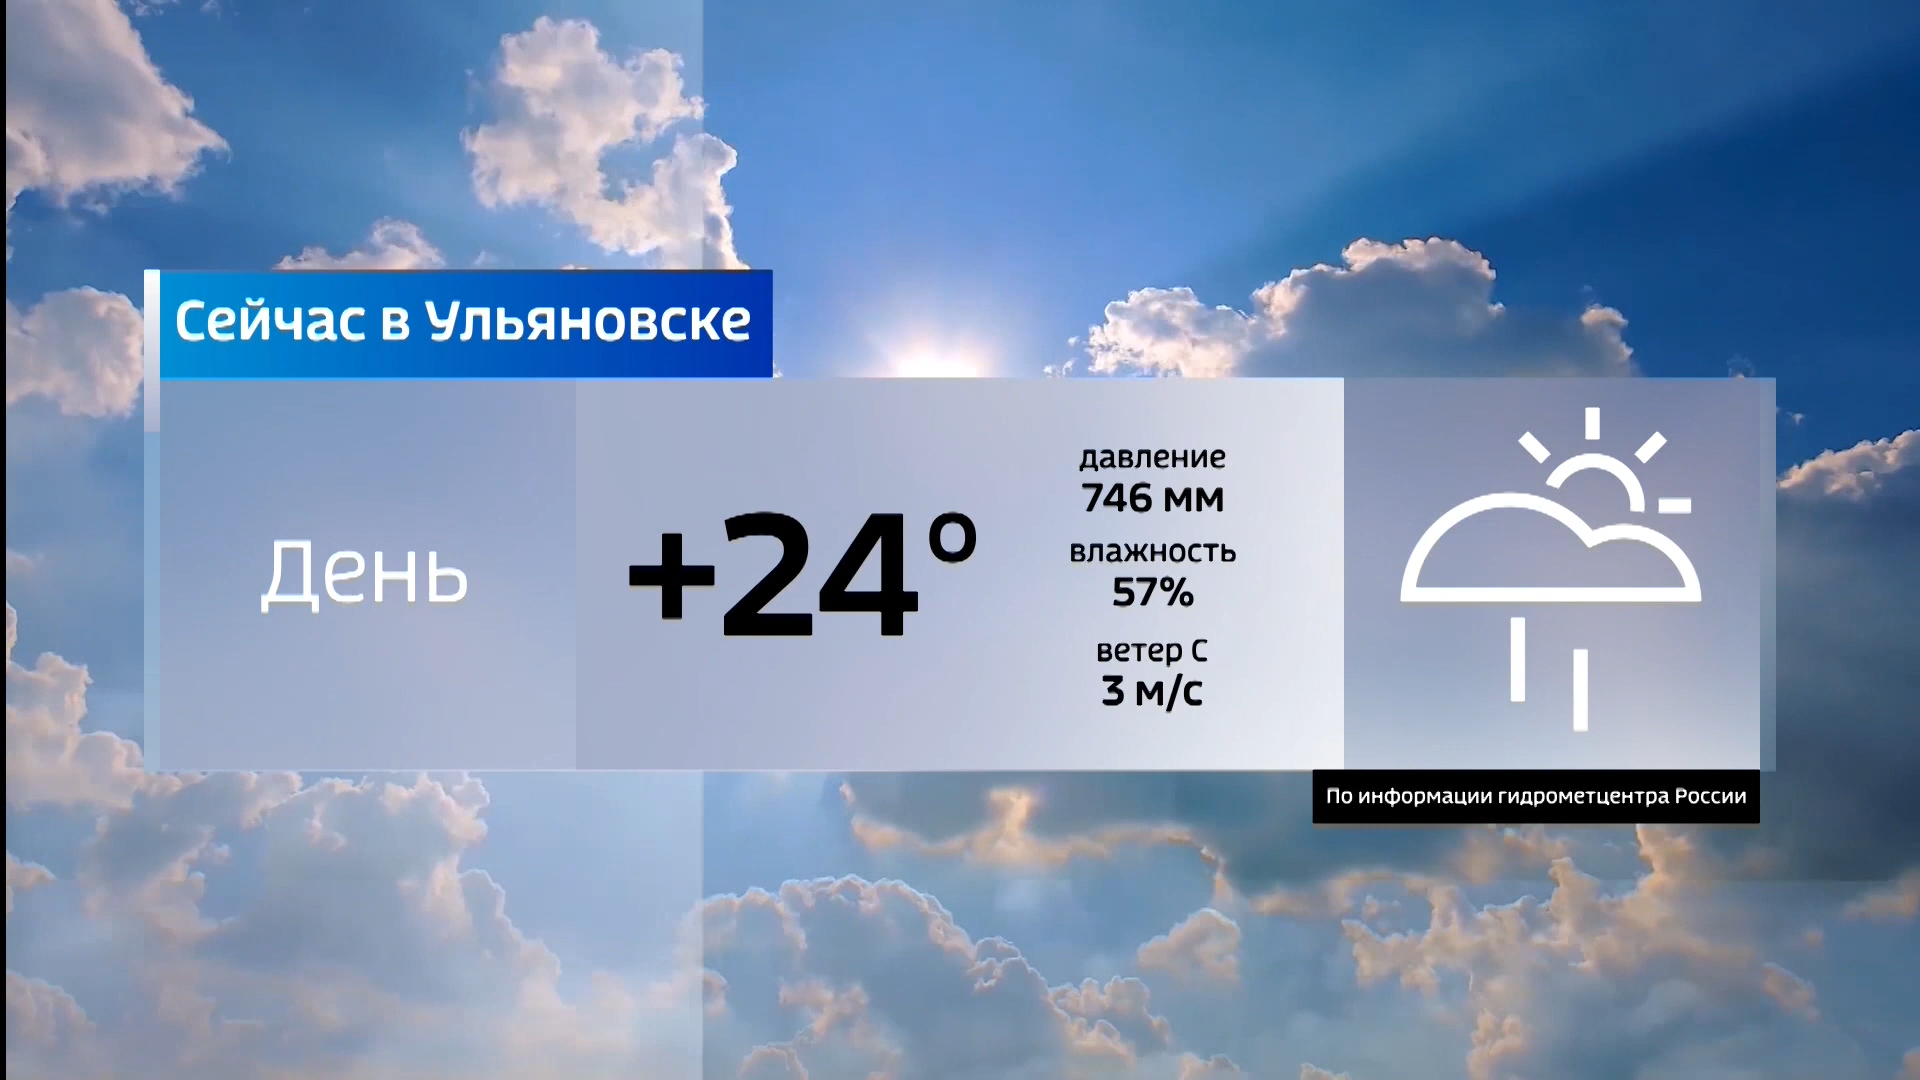 Сейчас в Ульяновске
День
+24°
давление
746 мм
влажность
57%
ветер С
3 м/с
По информации гидрометцентра России